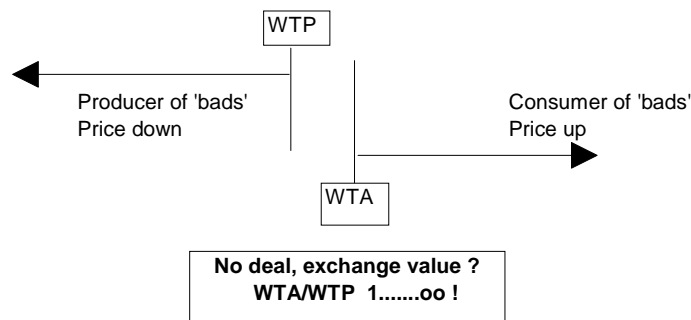 WTP
Producer of 'bads'
Price down
Consumer of 'bads'
Price up
WTA
No deal, exchange value ?
WTA/WTP 1.......oo !